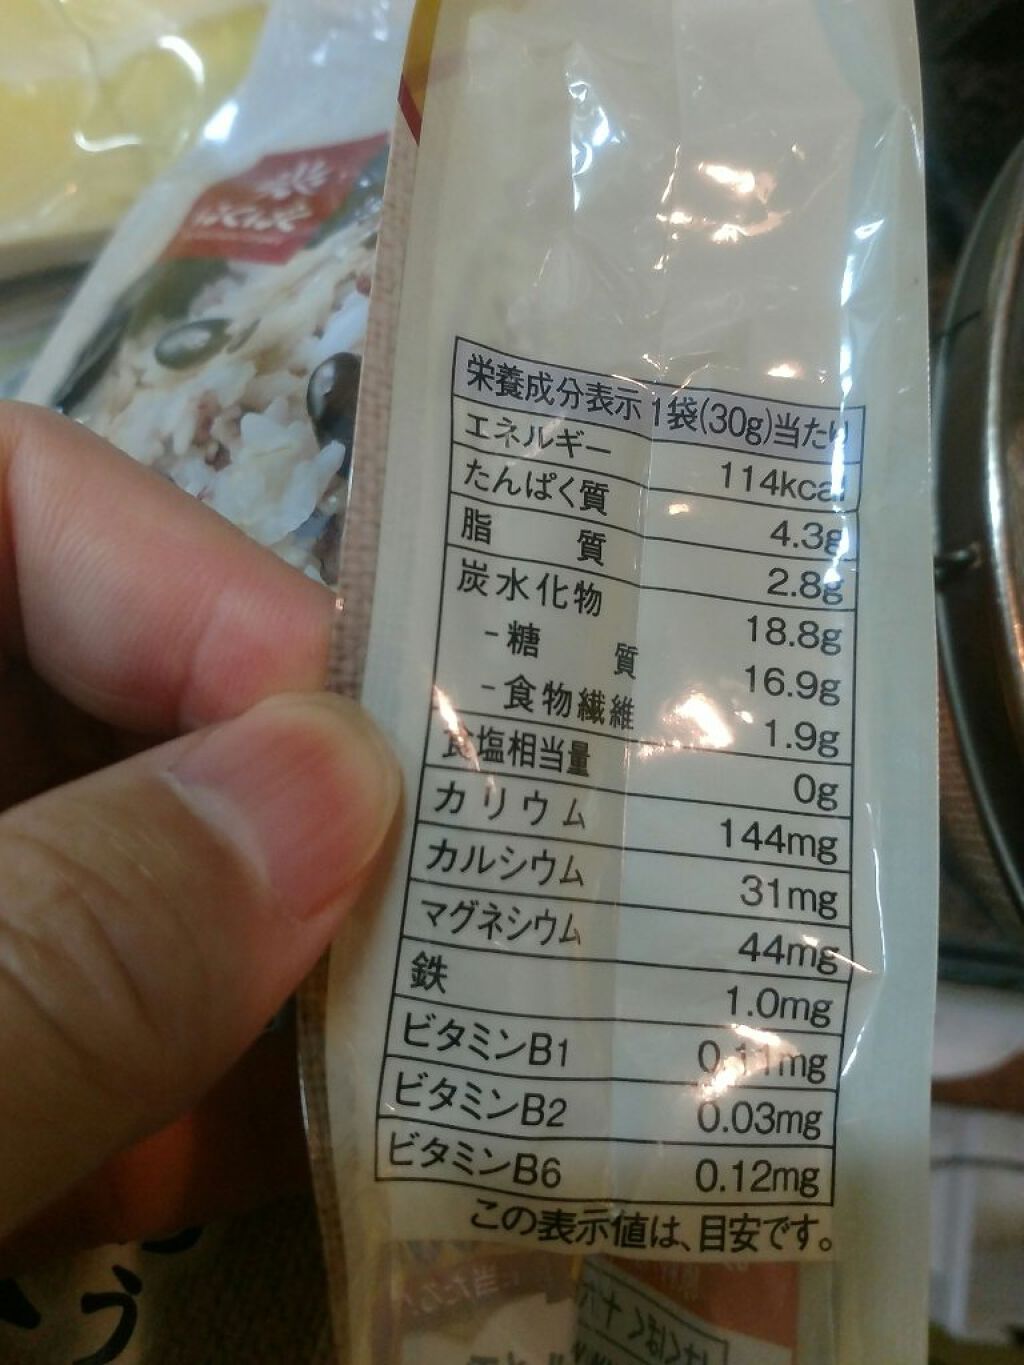 栄養成分表示 1袋(30g)当たり
エネルギー 114kcal
たんぱく質 4.3g
脂質 2.8g
炭水化物 18.8g
-糖質 16.9g
-食物繊維 1.9g
食塩相当量 0g
カリウム 144mg
カルシウム 31mg
マグネシウム 44mg
鉄 1.0mg
ビタミンB1 0.11mg
ビタミンB2 0.03mg
ビタミンB6 0.12mg
この表示値は、目安です。
う